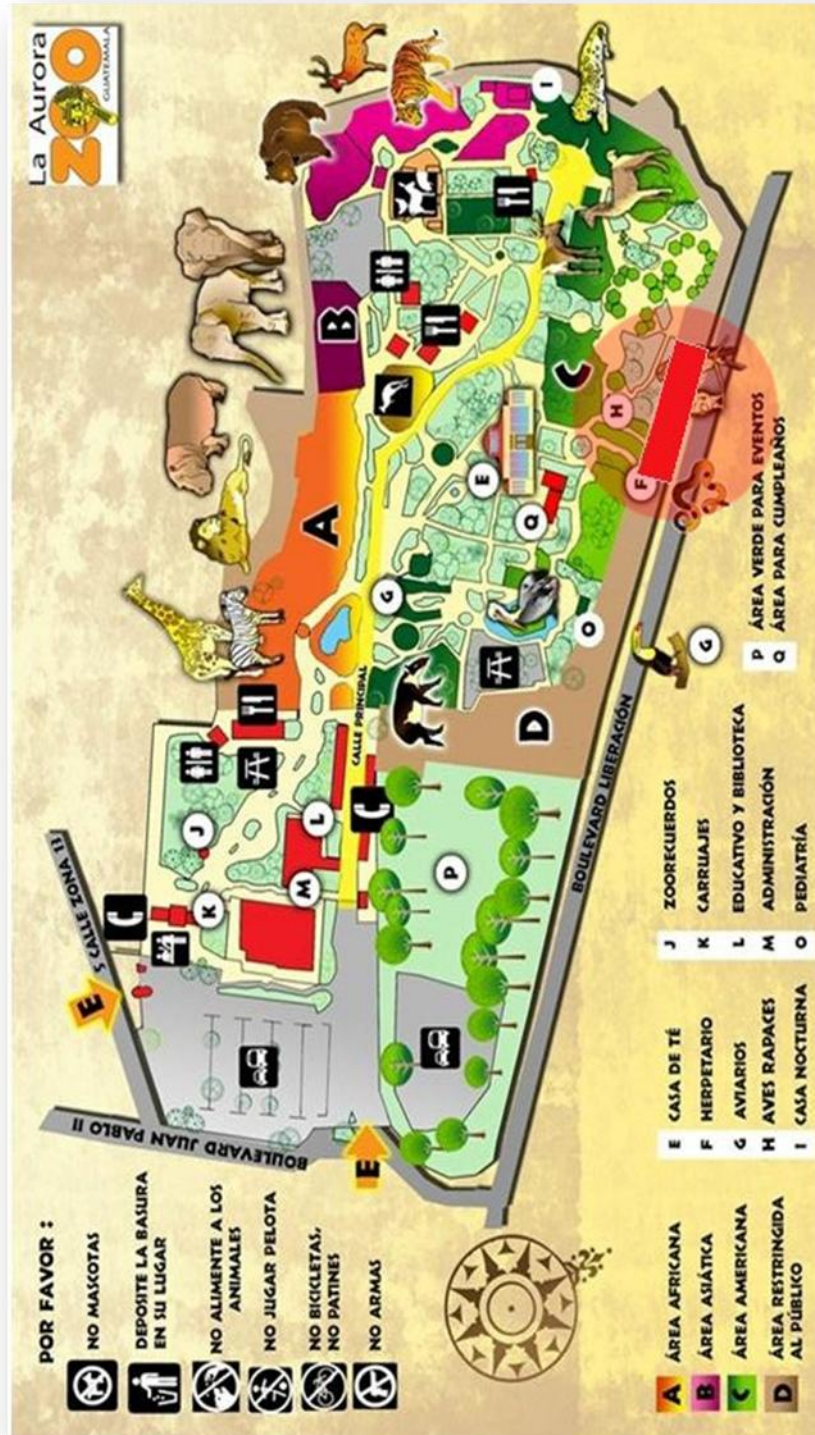 La Aurora
ZOO
GUATEMALA
POR FAVOR :
NO MASCOTAS
DEPOSITE LA BASURA
EN SU LUGAR
NO ALIMENTE A LOS
ANIMALES
NO JUGAR PELOTA
NO BICICLETAS,
NO PATINES
NO ARMAS
BOULEVARD JUAN PABLO II
5 CALLE ZONA 13
E
E
K
J
M
L
CALLE PRINCIPAL
P
A
B
G
D
E
Q
O
C
H
F
I
G
BOULEVARD LIBERACIÓN
A ÁREA AFRICANA
B ÁREA ASIÁTICA
C ÁREA AMERICANA
D ÁREA RESTRINGIDA
AL PÚBLICO
E CASA DE TÉ
F HERPETARIO
G AVIARIOS
H AVES RAPACES
I CASA NOCTURNA
J ZOORECUERDOS
K CARRUAJES
L EDUCATIVO Y BIBLIOTECA
M ADMINISTRACIÓN
O PEDIATRÍA
P ÁREA VERDE PARA EVENTOS
Q ÁREA PARA CUMPLEAÑOS